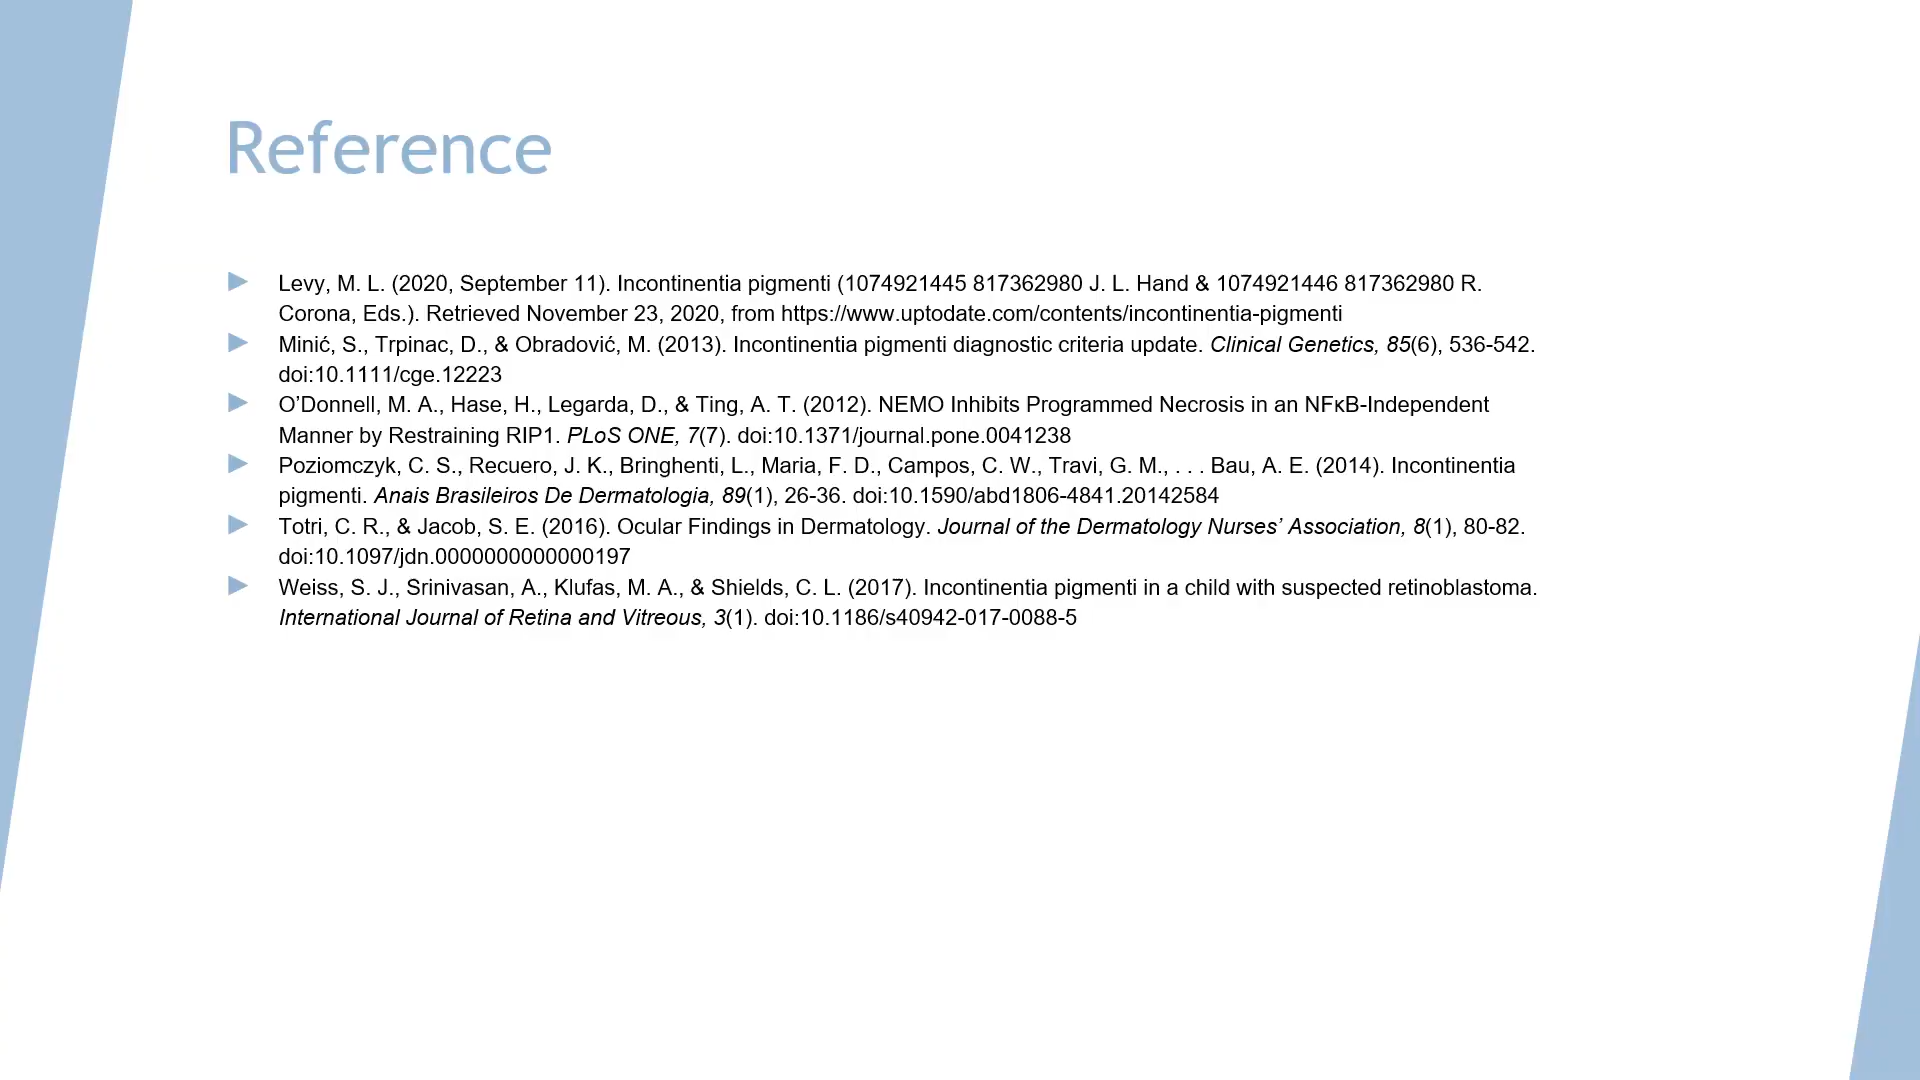 Reference
Levy, M. L. (2020, September 11). Incontinentia pigmenti (1074921445 817362980 J. L. Hand & 1074921446 817362980 R.
Corona, Eds.). Retrieved November 23, 2020, from https://www.uptodate.com/contents/incontinentia-pigmenti
Minić, S., Trpinac, D., & Obradović, M. (2013). Incontinentia pigmenti diagnostic criteria update. Clinical Genetics, 85(6), 536-542.
doi:10.1111/cge.12223
O’Donnell, M. A., Hase, H., Legarda, D., & Ting, A. T. (2012). NEMO Inhibits Programmed Necrosis in an NFκB-Independent
Manner by Restraining RIP1. PLoS ONE, 7(7). doi:10.1371/journal.pone.0041238
Poziomczyk, C. S., Recuero, J. K., Bringhenti, L., Maria, F. D., Campos, C. W., Travi, G. M., . . . Bau, A. E. (2014). Incontinentia
pigmenti. Anais Brasileiros De Dermatologia, 89(1), 26-36. doi:10.1590/abd1806-4841.20142584
Totri, C. R., & Jacob, S. E. (2016). Ocular Findings in Dermatology. Journal of the Dermatology Nurses’ Association, 8(1), 80-82.
doi:10.1097/jdn.0000000000000197
Weiss, S. J., Srinivasan, A., Klufas, M. A., & Shields, C. L. (2017). Incontinentia pigmenti in a child with suspected retinoblastoma.
International Journal of Retina and Vitreous, 3(1). doi:10.1186/s40942-017-0088-5